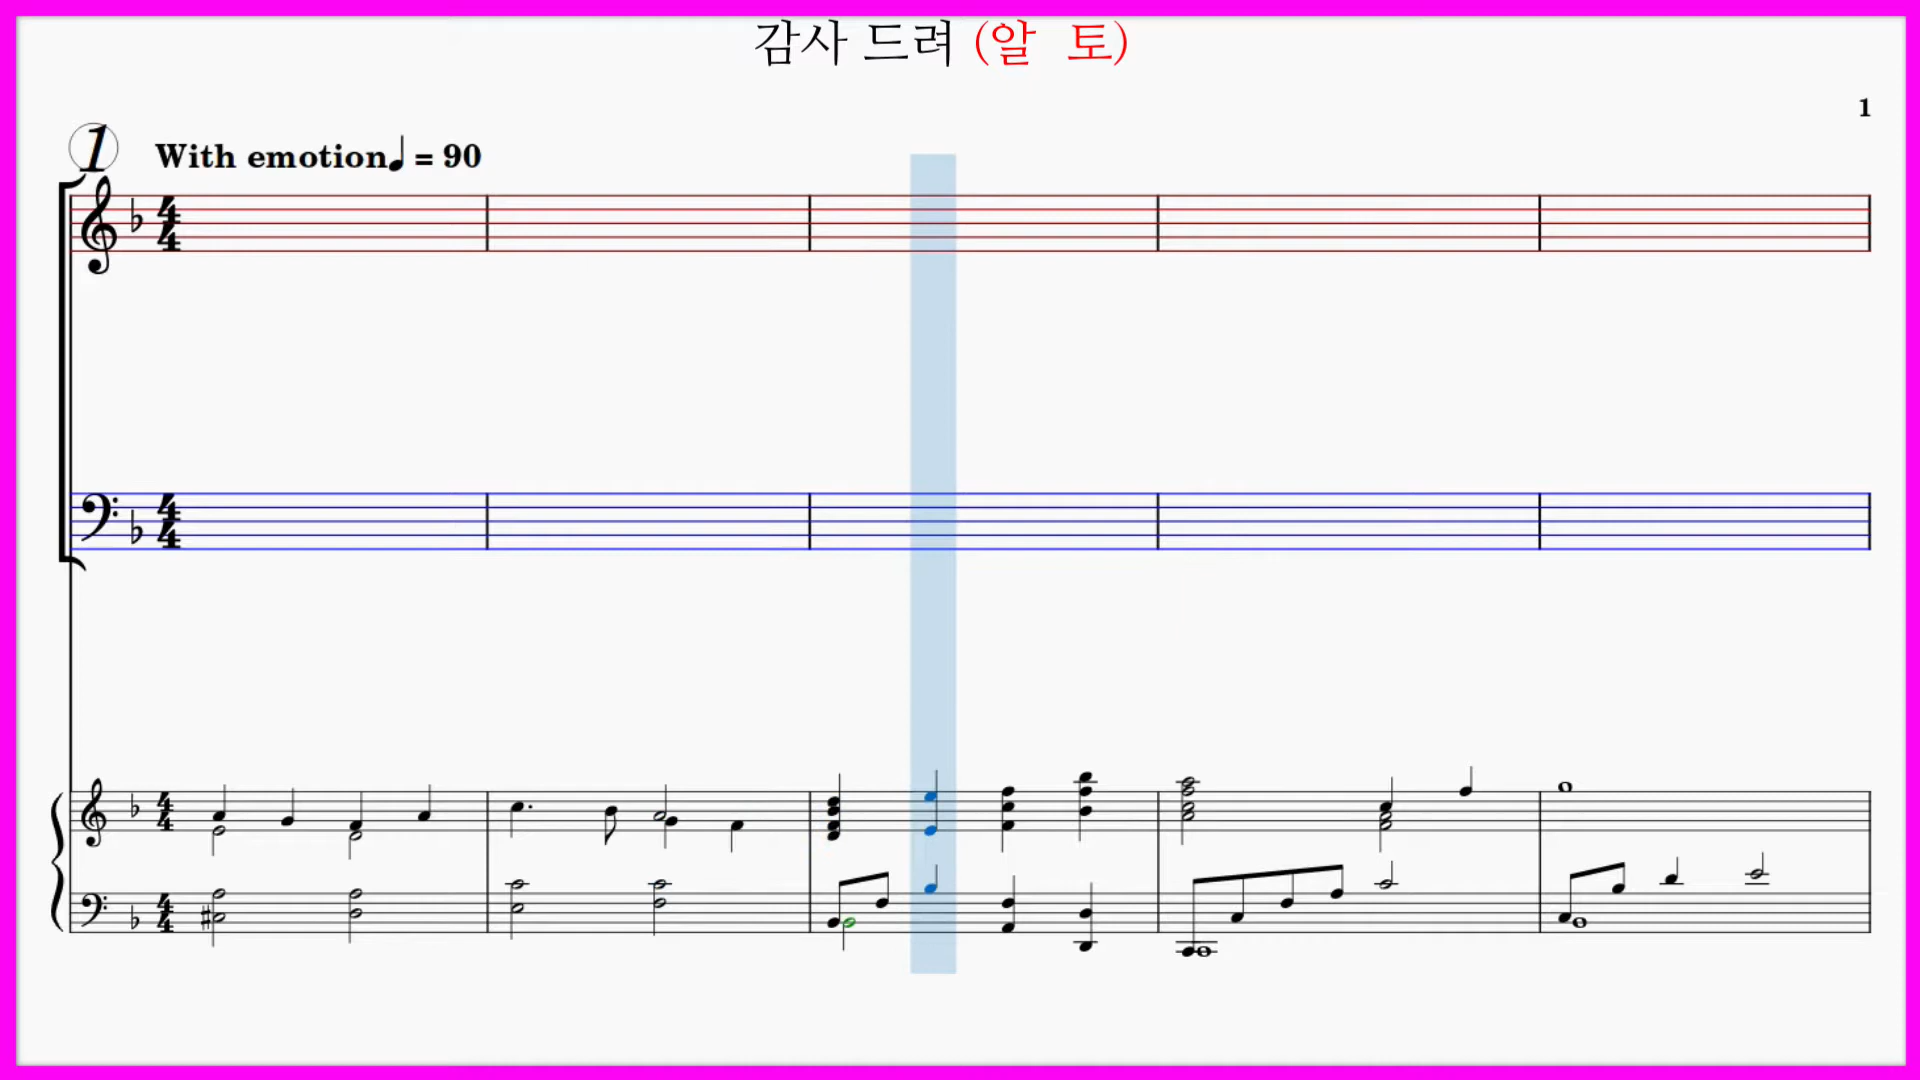 감사 드려 (알 토)
1
1
With emotion♩ = 90